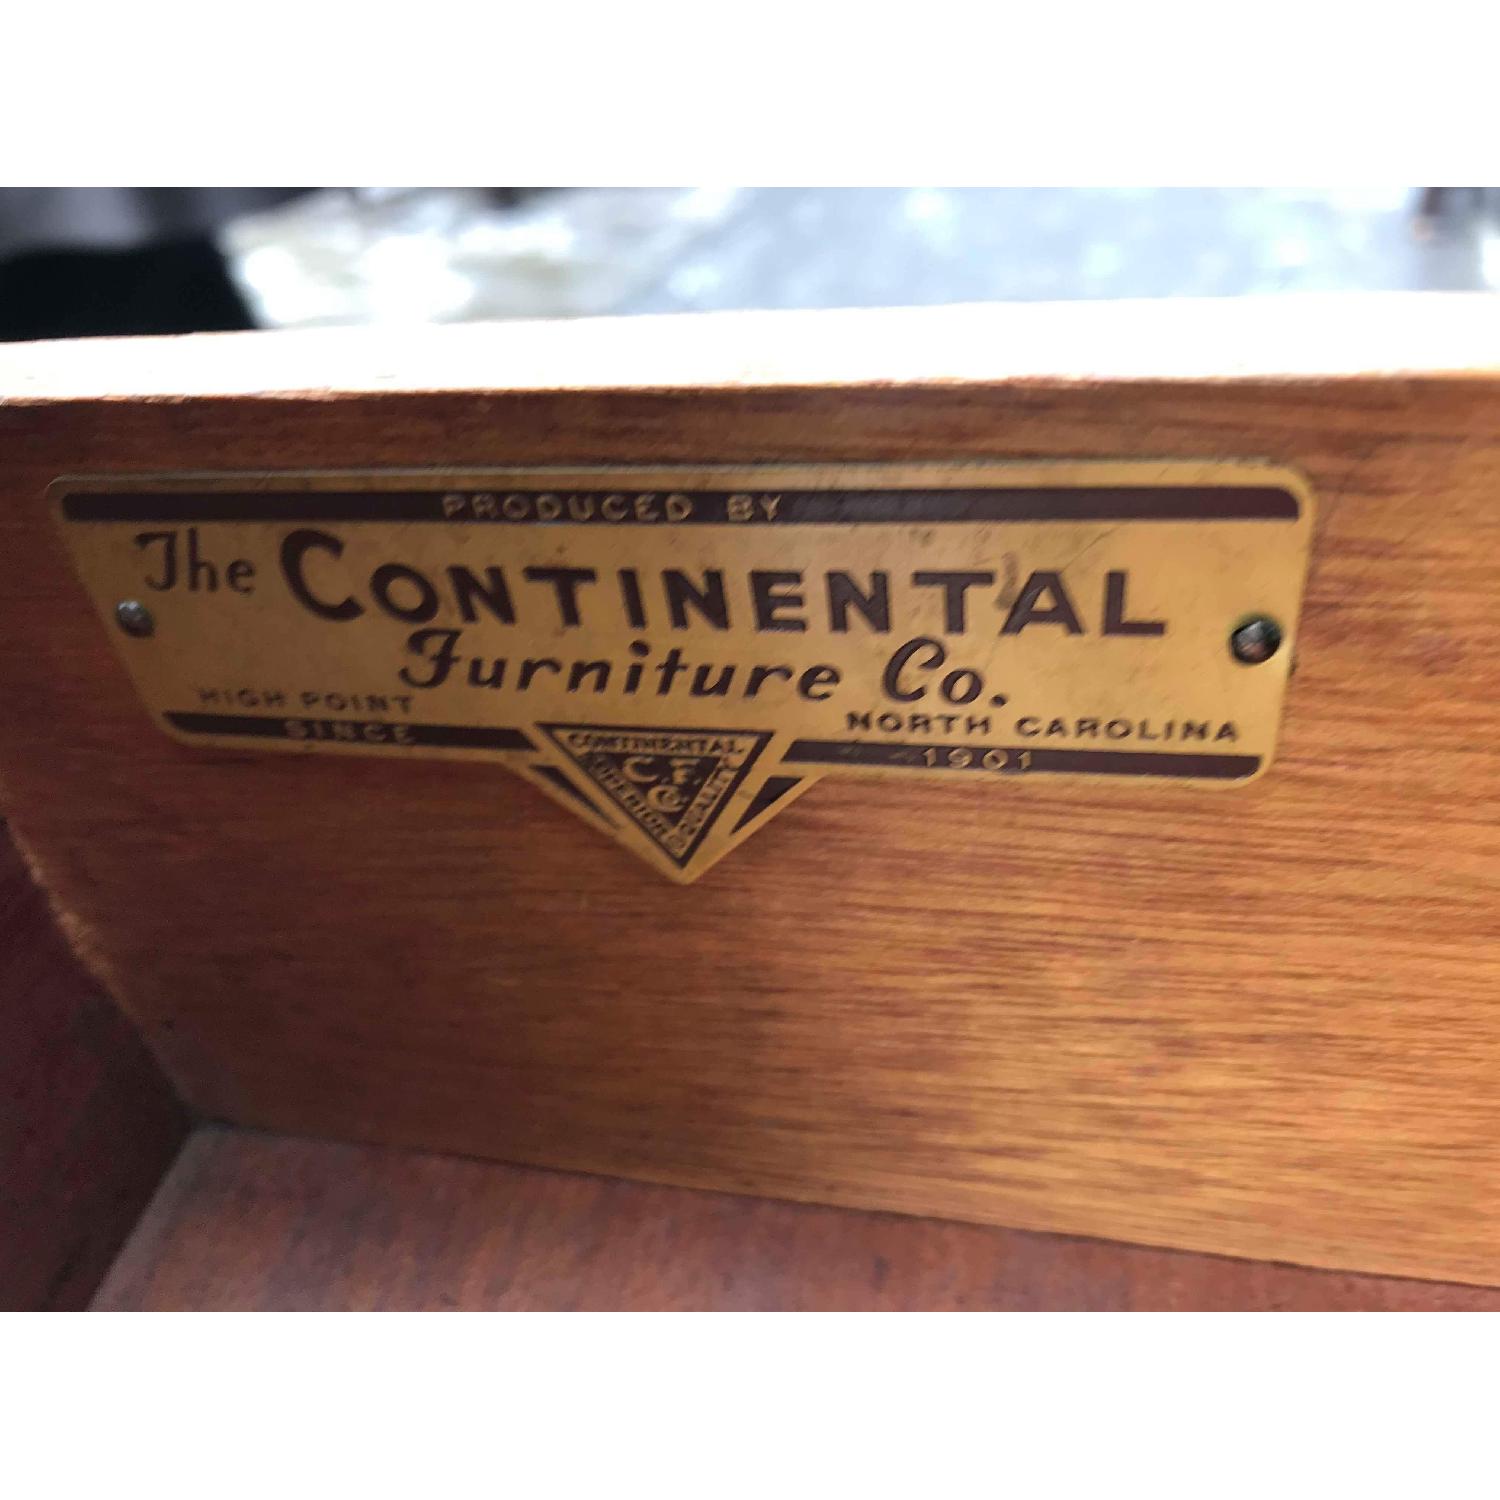 PRODUCED BY
The CONTINENTAL
Furniture Co.
HIGH POINT NORTH CAROLINA
SINCE 1901
CONTINENTAL
C. F.
Co.
SUPERIOR QUALITY